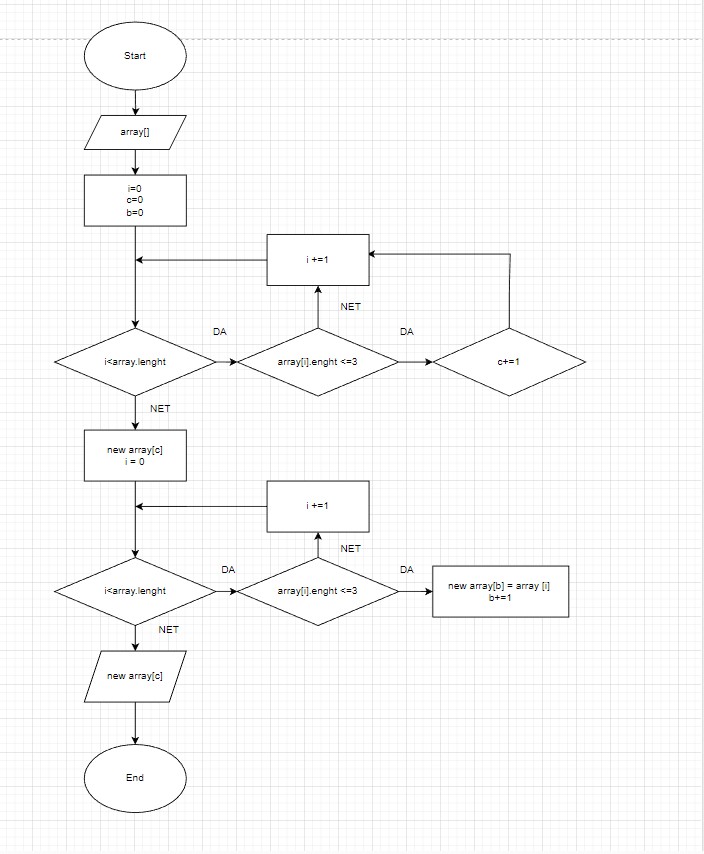 Start
array[]
i=0
c=0
b=0
i +=1
NET
DA
DA
i<array.lenght
array[i].enght <=3
c+=1
NET
new array[c]
i = 0
i +=1
NET
DA
DA
i<array.lenght
array[i].enght <=3
new array[b] = array [i]
b+=1
NET
new array[c]
End